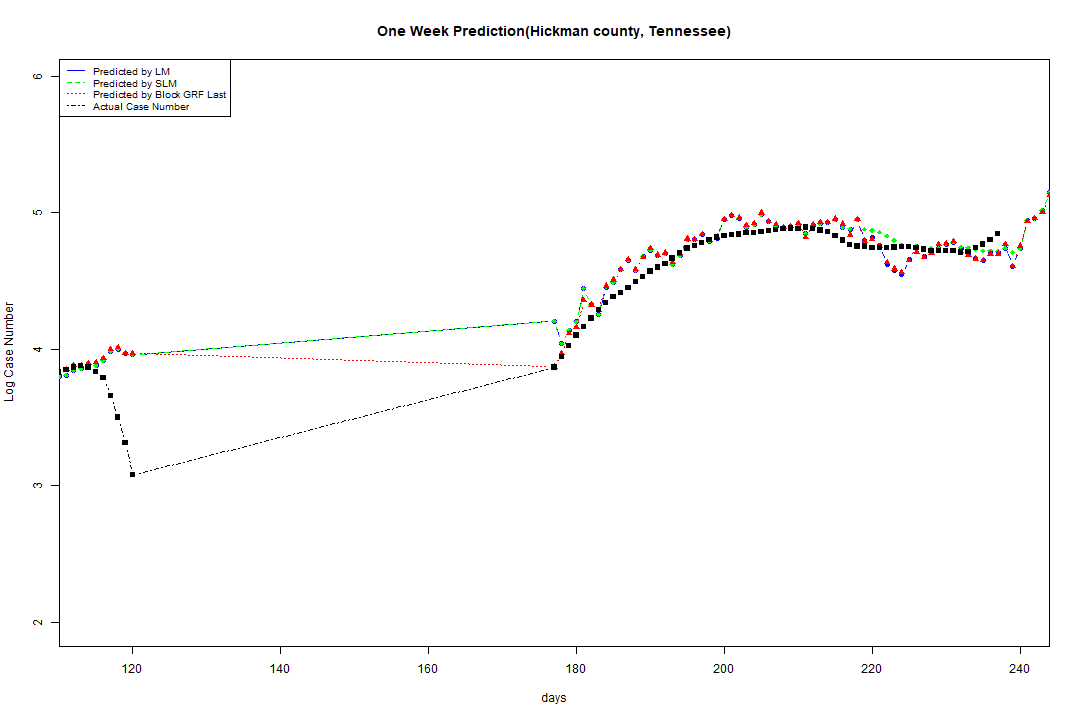 One Week Prediction(Hickman county, Tennessee)
Predicted by LM
Predicted by SLM
Predicted by Block GRF Last
Actual Case Number
6
5
4
3
2
Log Case Number
120 140 160 180 200 220 240
days